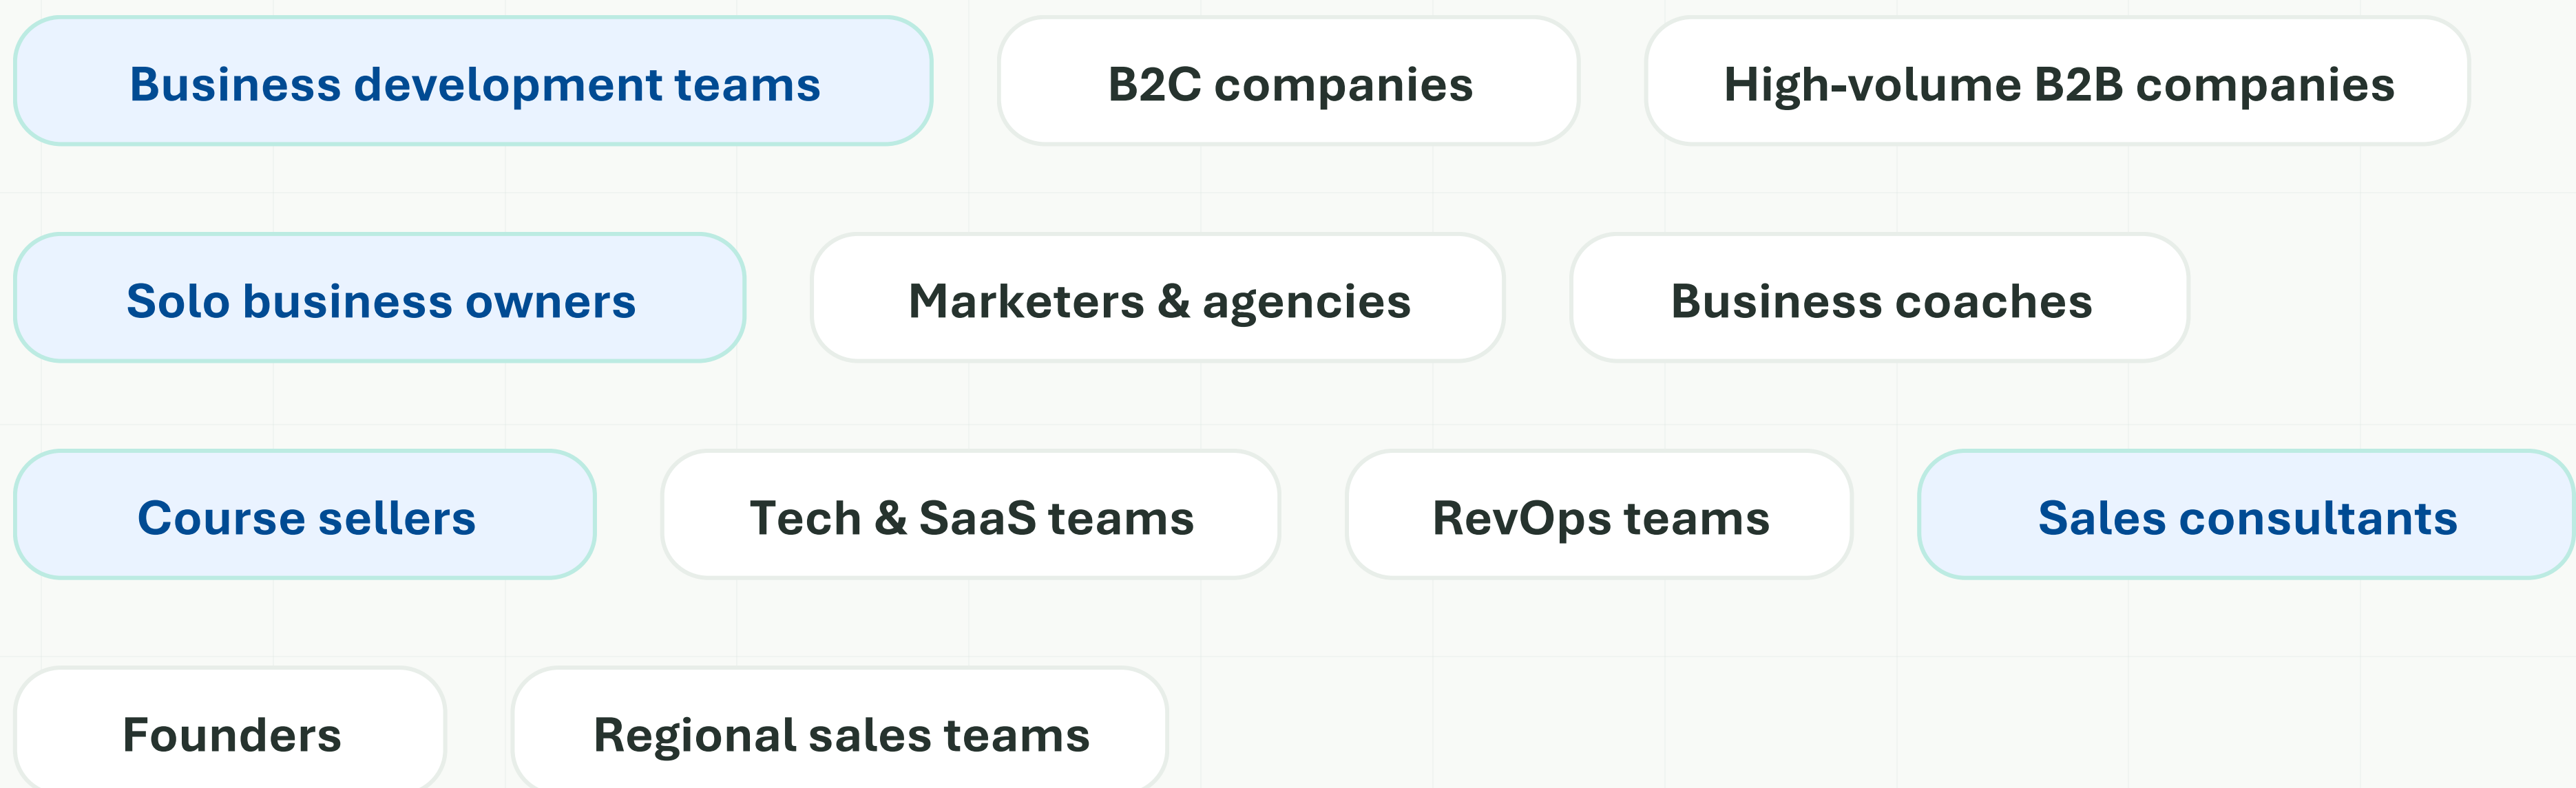 Business development teams
B2C companies
High-volume B2B companies
Solo business owners
Marketers & agencies
Business coaches
Course sellers
Tech & SaaS teams
RevOps teams
Sales consultants
Founders
Regional sales teams